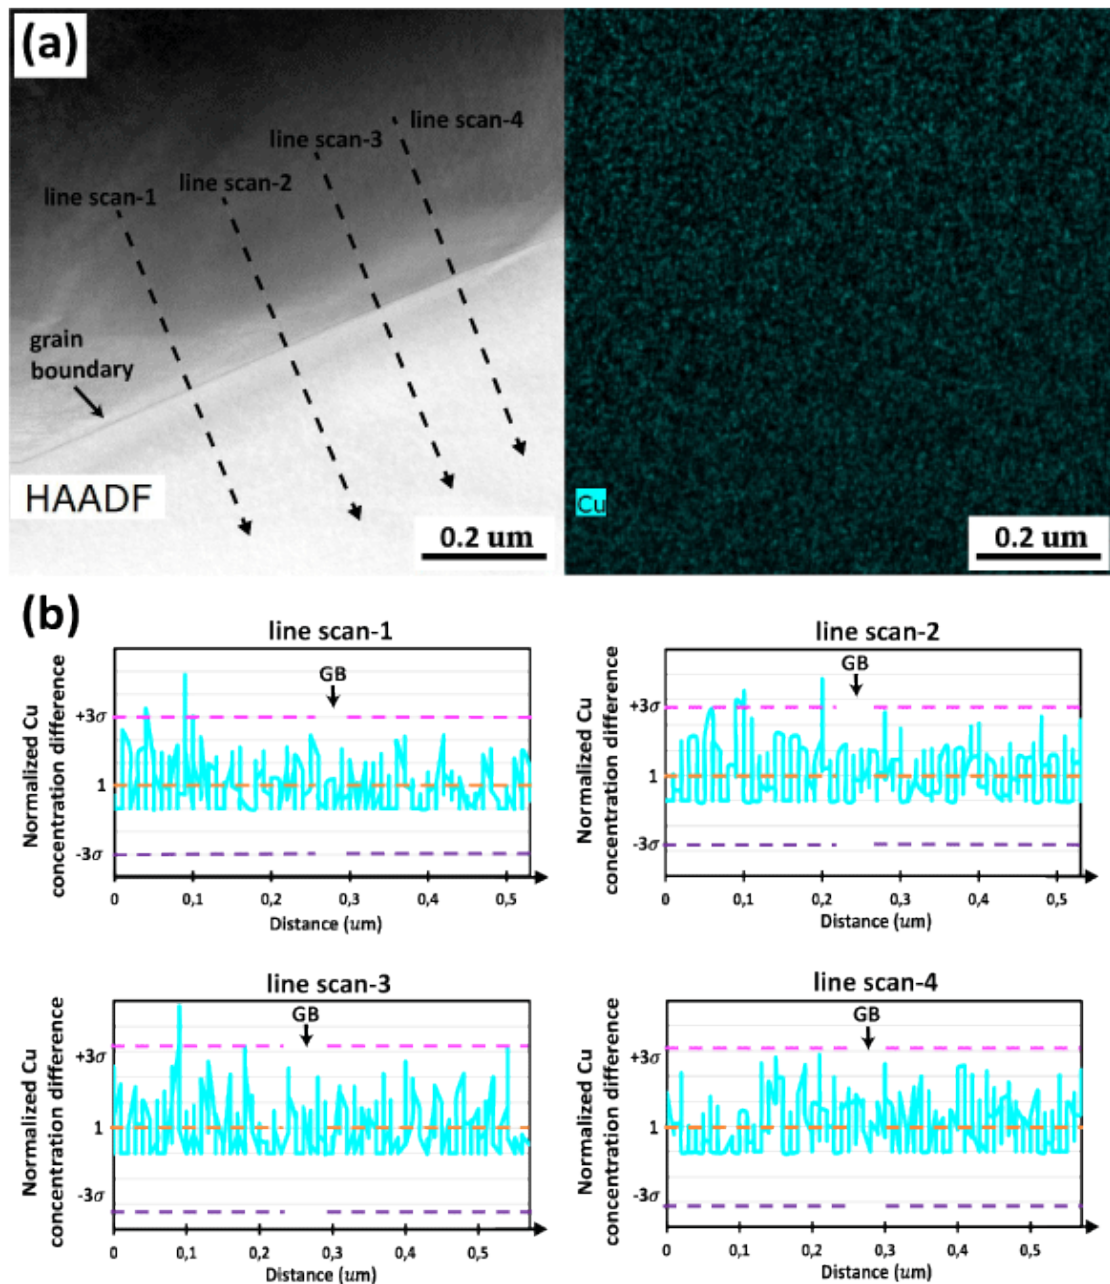 (a)
line scan-4
line scan-3
line scan-2
line scan-1
grain
boundary
HAADF
0.2 um
Cu
0.2 um
(b)
line scan-1
Normalized Cu
concentration difference
GB
+3σ
1
-3σ
0 0,1 0,2 0,3 0,4 0,5
Distance (um)
line scan-2
Normalized Cu
concentration difference
GB
+3σ
1
-3σ
0 0,1 0,2 0,3 0,4 0,5
Distance (um)
line scan-3
Normalized Cu
concentration difference
GB
+3σ
1
-3σ
0 0,1 0,2 0,3 0,4 0,5
Distance (um)
line scan-4
Normalized Cu
concentration difference
GB
+3σ
1
-3σ
0 0,1 0,2 0,3 0,4 0,5
Distance (um)